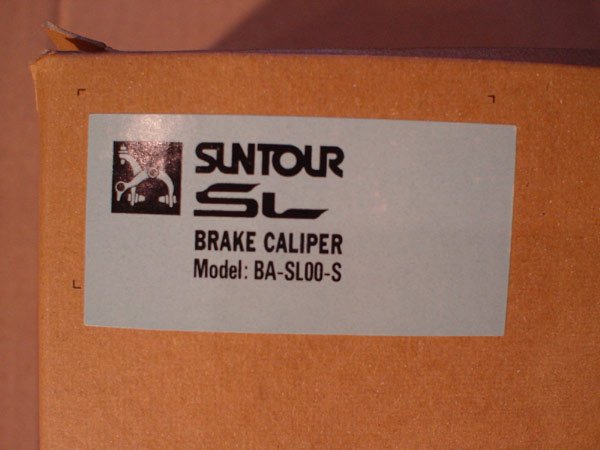 SUNTOUR
SL
BRAKE CALIPER
Model: BA-SL00-S